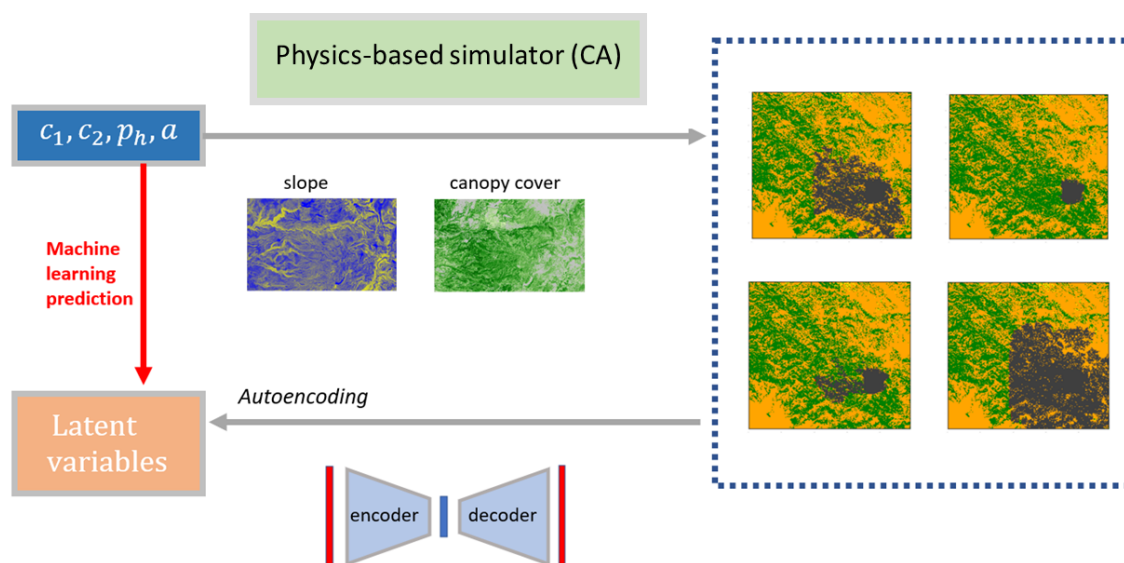 Physics-based simulator (CA)
c₁, c₂, pₕ, a
slope
canopy cover
Machine
learning
prediction
Autoencoding
Latent
variables
encoder
decoder